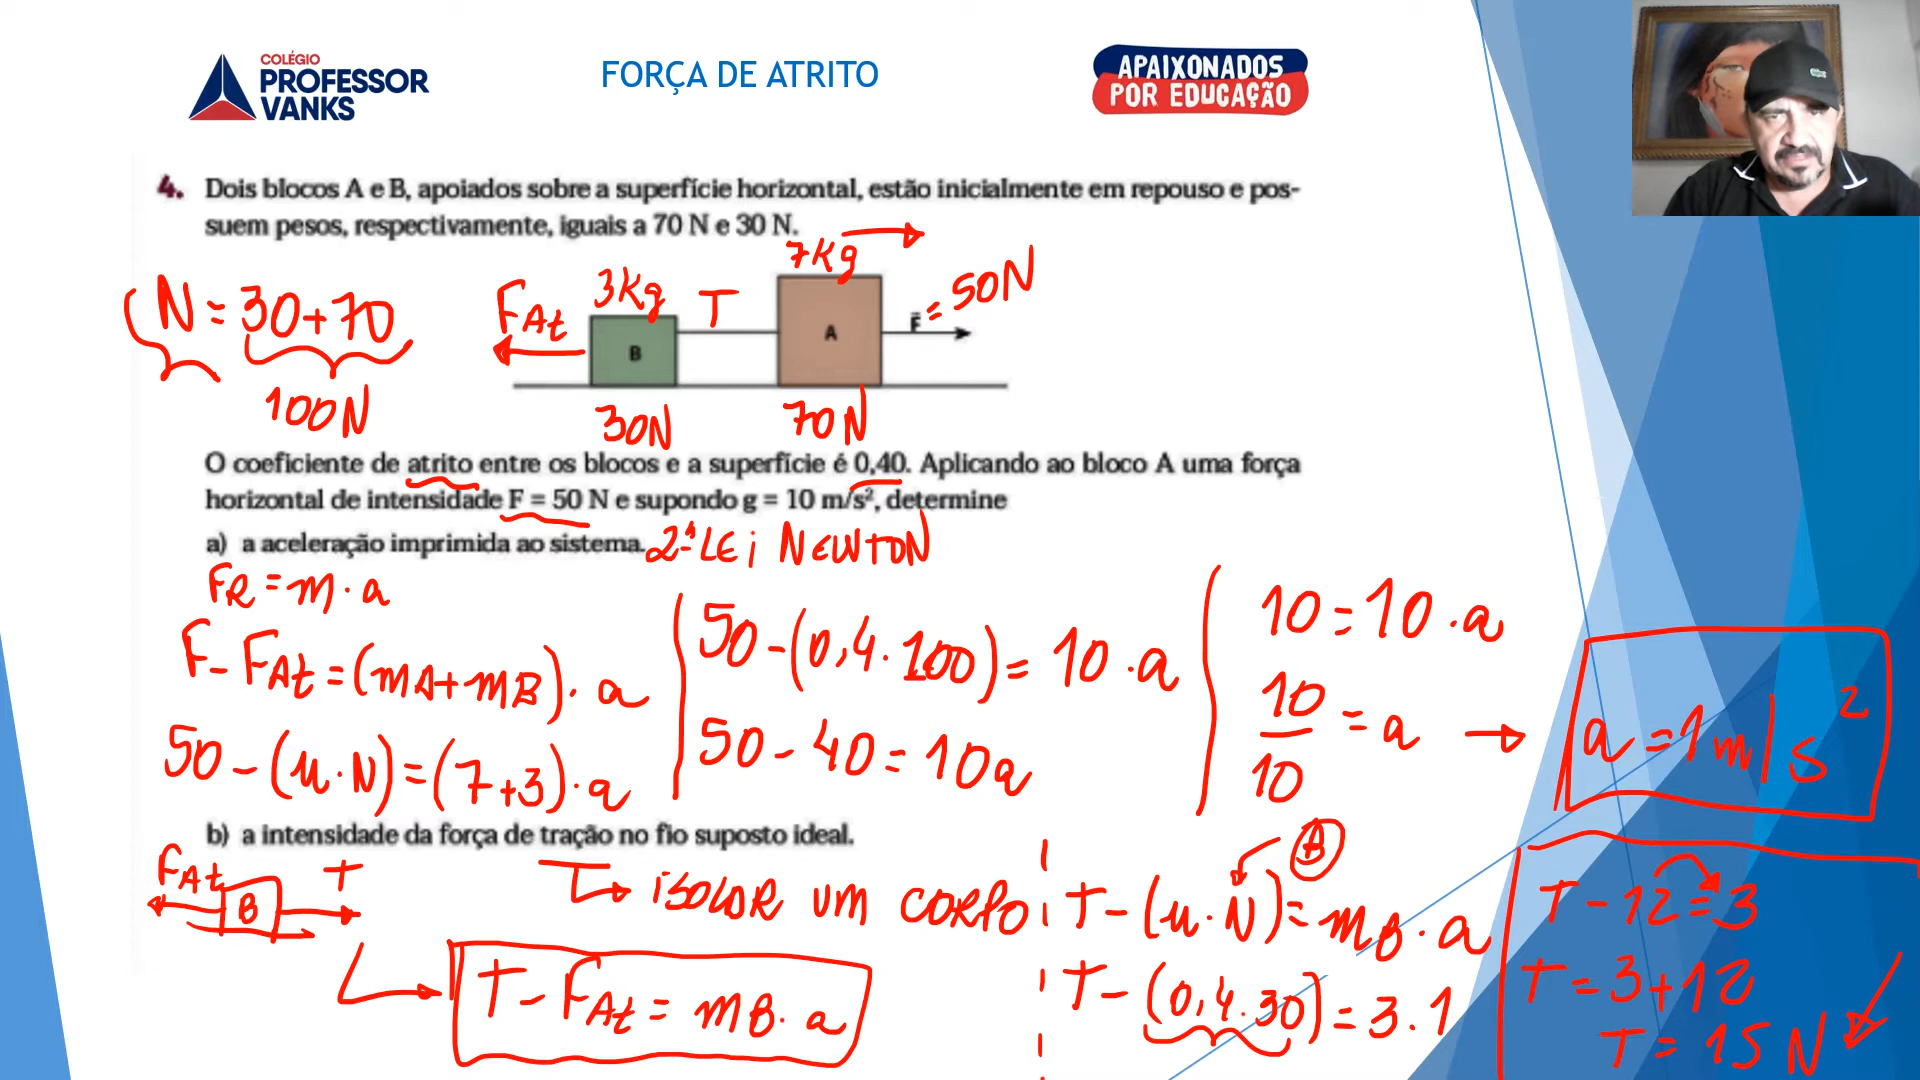 COLÉGIO
PROFESSOR
VANKS
FORÇA DE ATRITO
APAIXONADOS
POR EDUCAÇÃO
4. Dois blocos A e B, apoiados sobre a superfície horizontal, estão inicialmente em repouso e pos-
suem pesos, respectivamente, iguais a 70 N e 30 N.
N = 30+70
100N
FAt
3Kg
T
7Kg
F = 50N
B
A
30N
70N
O coeficiente de atrito entre os blocos e a superfície é 0,40. Aplicando ao bloco A uma força
horizontal de intensidade F = 50 N e supondo g = 10 m/s², determine
a) a aceleração imprimida ao sistema. 2ª LEi NEWTON
FR = m · a
F - FAt = (mA+mB) · a
50 - (u · N) = (7+3) · a
50 - (0,4 · 100) = 10 · a
50 - 40 = 10a
10 = 10 · a
10/10 = a
a = 1 m/s²
b) a intensidade da força de tração no fio suposto ideal.
FAt
B
T
iSOLAR UM CORPO
T - FAt = mB · a
B
T - (u · N) = mB · a
T - (0,4 · 30) = 3 · 1
T - 12 = 3
T = 3 + 12
T = 15 N